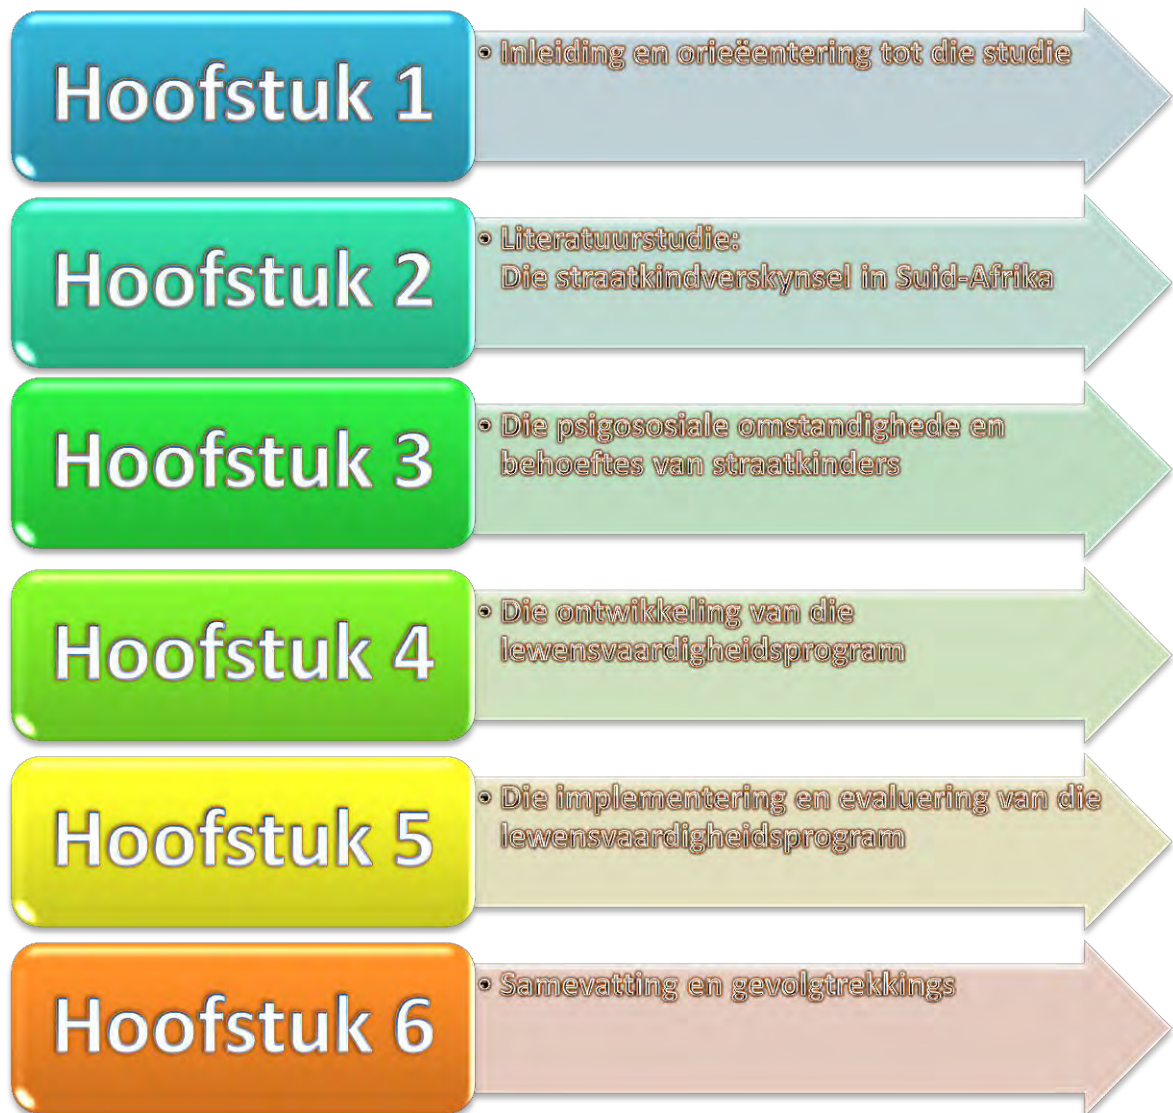 Hoofstuk 1
• Inleiding en orieëentering tot die studie
Hoofstuk 2
• Literatuurstudie:
Die straatkindverskynsel in Suid-Afrika
Hoofstuk 3
• Die psigososiale omstandighede en
behoeftes van straatkinders
Hoofstuk 4
• Die ontwikkeling van die
lewensvaardigheidsprogram
Hoofstuk 5
• Die implementering en evaluering van die
lewensvaardigheidsprogram
Hoofstuk 6
• Samevatting en gevolgtrekkings